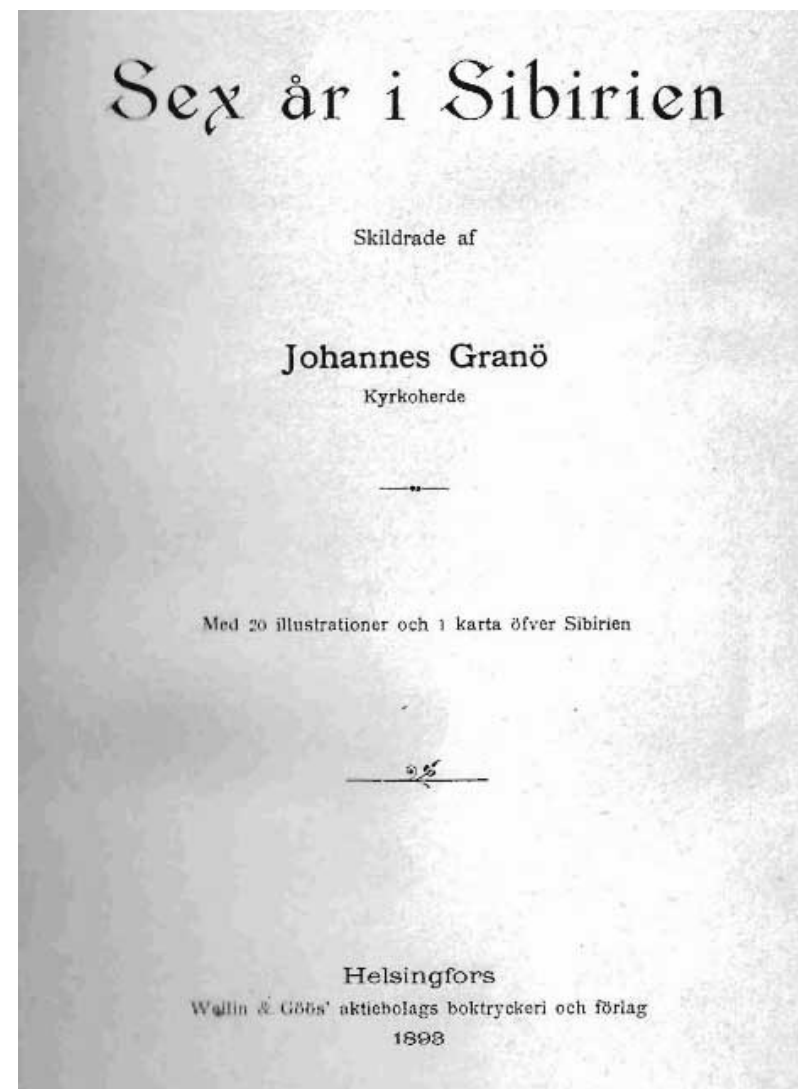 Sex år i Sibirien
Skildrade af
Johannes Granö
Kyrkoherde
Med 20 illustrationer och 1 karta öfver Sibirien
Helsingfors
Wellin & Göös' aktiebolags boktryckeri och förlag
1893